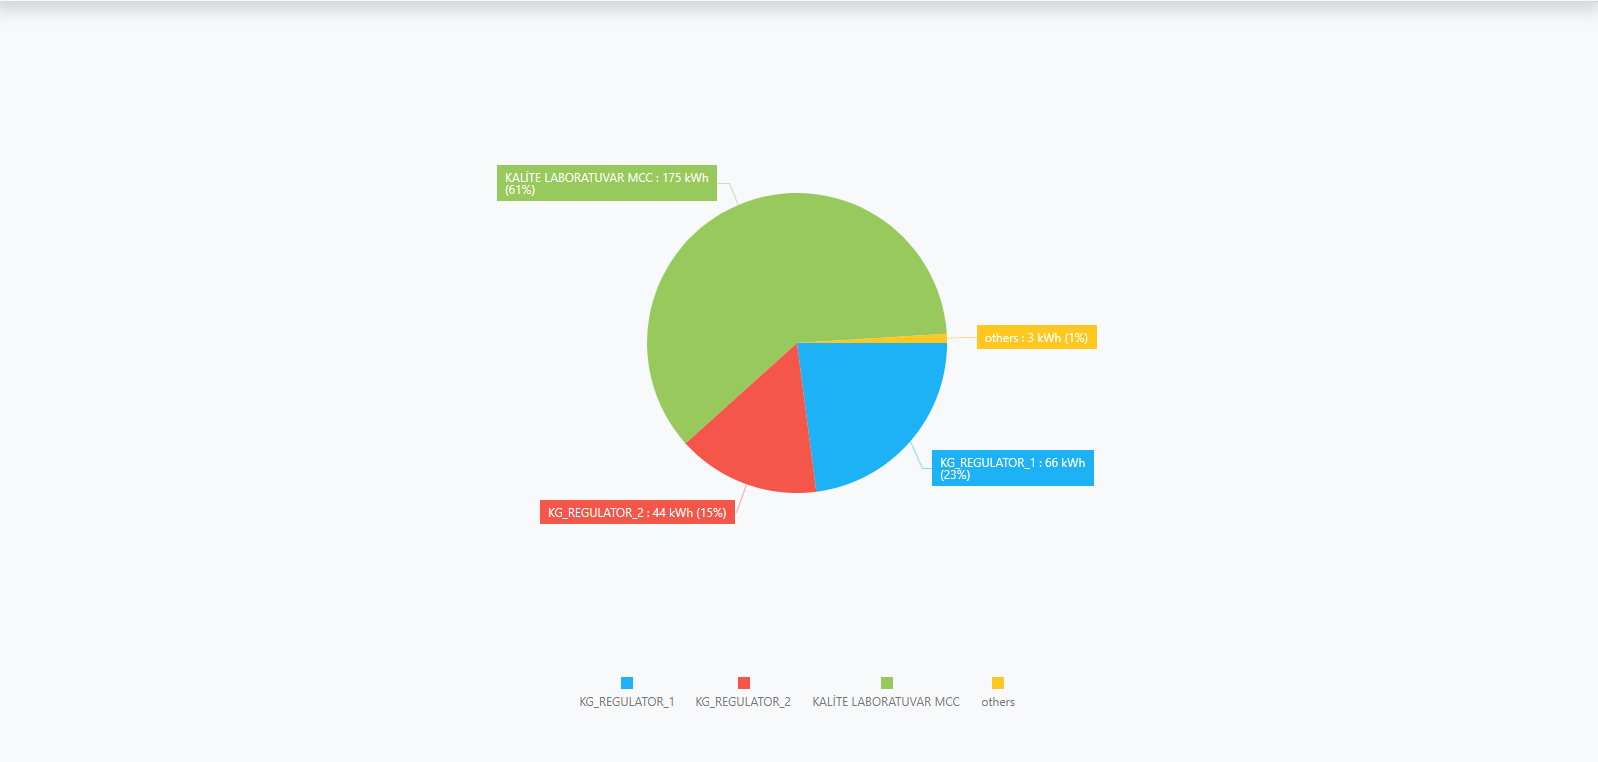 KALİTE LABORATUVAR MCC : 175 kWh
(61%)
others : 3 kWh (1%)
KG_REGULATOR_1 : 66 kWh
(23%)
KG_REGULATOR_2 : 44 kWh (15%)
KG_REGULATOR_1
KG_REGULATOR_2
KALİTE LABORATUVAR MCC
others